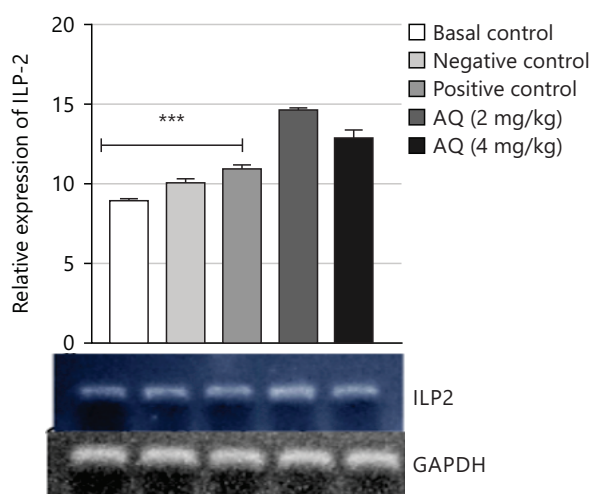 Relative expression of ILP-2
20
15
10
5
0
***
Basal control
Negative control
Positive control
AQ (2 mg/kg)
AQ (4 mg/kg)
ILP2
GAPDH